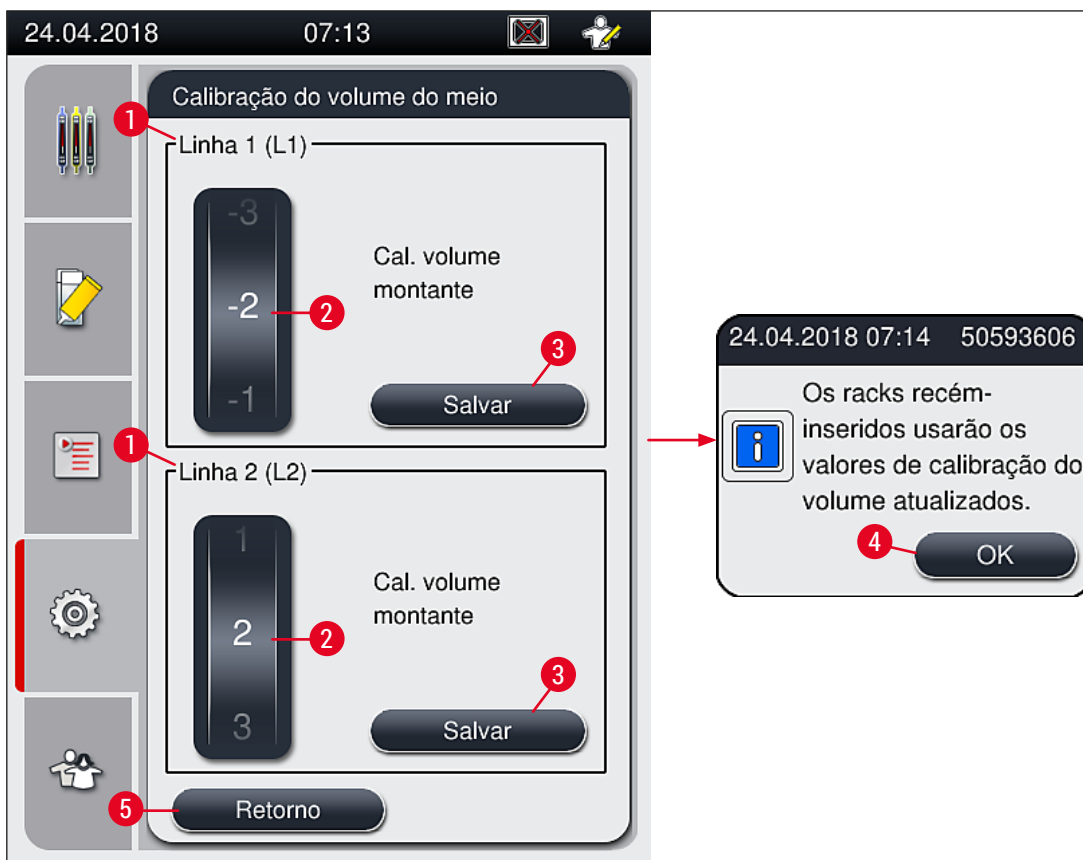 24.04.2018 07:13
Calibração do volume do meio
1
Linha 1 (L1)
-3
-2
-1
2
Cal. volume
montante
3
Salvar
1
Linha 2 (L2)
1
2
3
2
Cal. volume
montante
3
Salvar
5
Retorno
24.04.2018 07:14 50593606
Os racks recém-
inseridos usarão os
valores de calibração do
volume atualizados.
4
OK